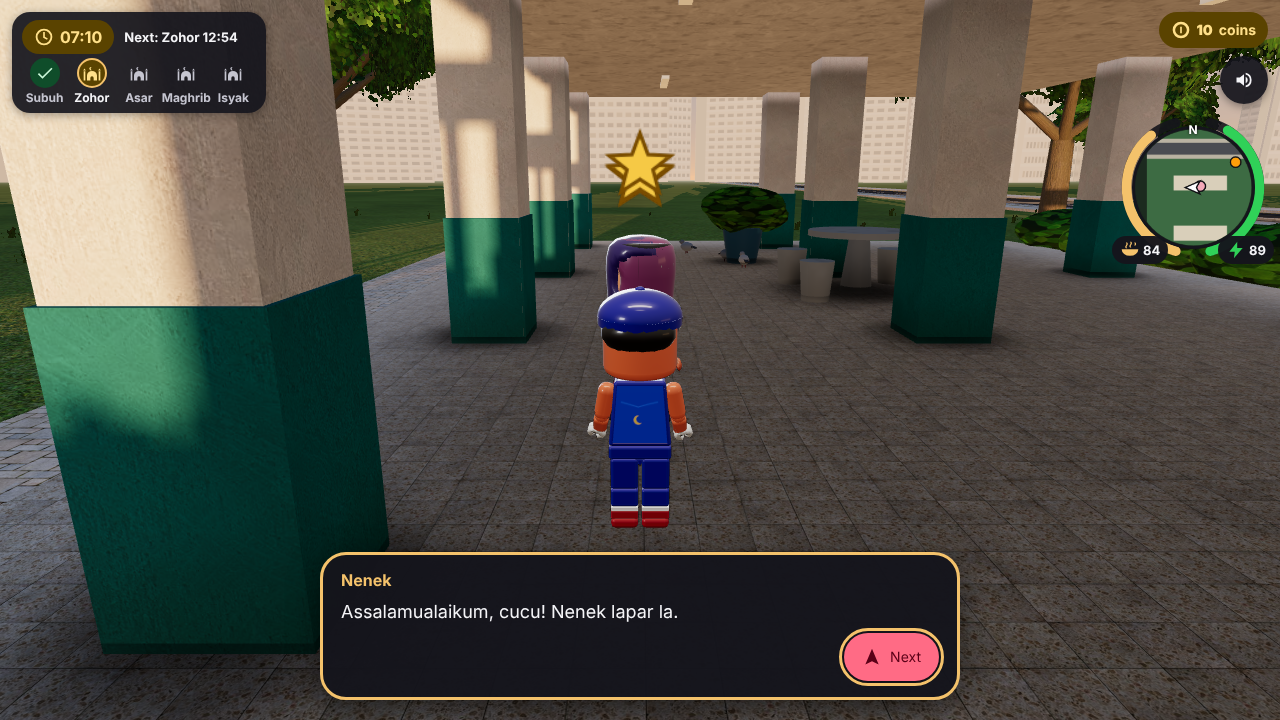 07:10 Next: Zohor 12:54
Subuh Zohor Asar Maghrib Isyak
10 coins
N
84 89
Nenek
Assalamualaikum, cucu! Nenek lapar la.
Next